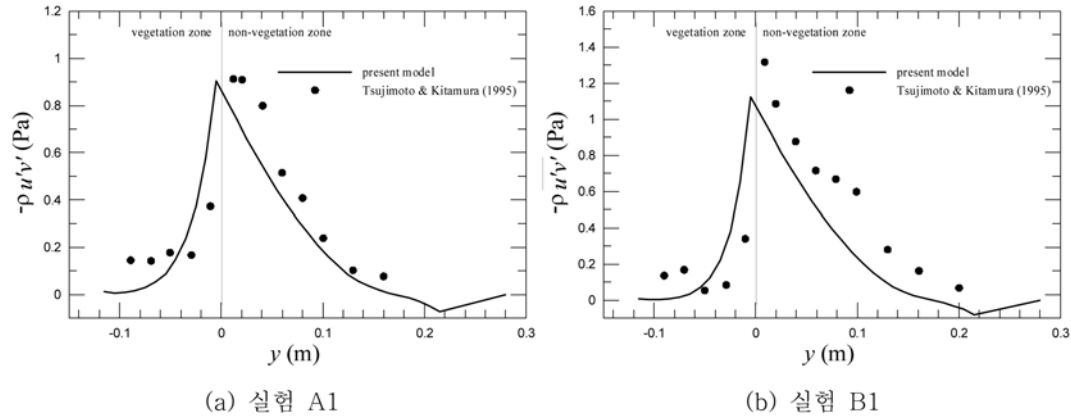 1.2
1
0.8
0.6
0.4
0.2
0
vegetation zone
non-vegetation zone
present model
Tsujimoto & Kitamura (1995)
-ρ u'v' (Pa)
-0.1
0
0.1
0.2
0.3
y (m)
(a) 실험 A1
1.6
1.4
1.2
1
0.8
0.6
0.4
0.2
0
vegetation zone
non-vegetation zone
present model
Tsujimoto & Kitamura (1995)
-ρ u'v' (Pa)
-0.1
0
0.1
0.2
0.3
y (m)
(b) 실험 B1